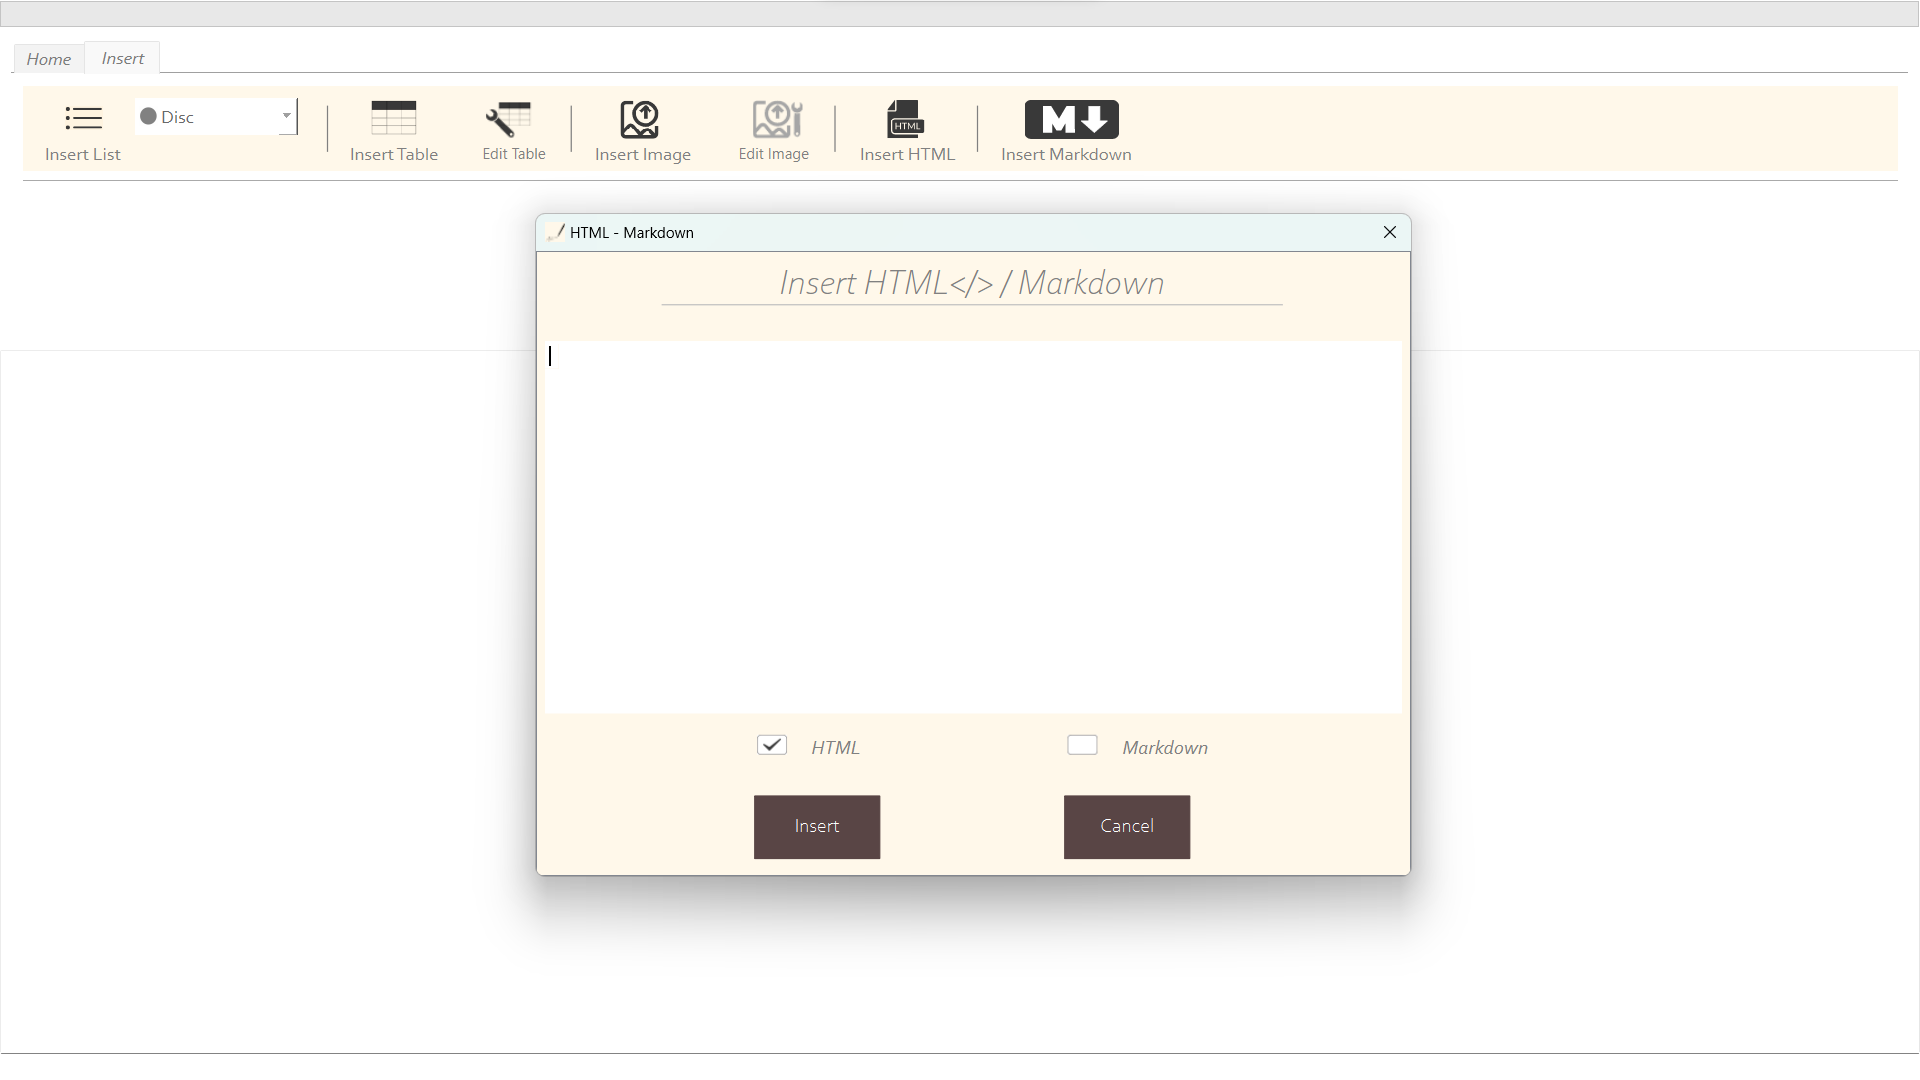 Home Insert
Disc
Insert List Insert Table Edit Table Insert Image Edit Image HTML Insert HTML M Insert Markdown
HTML - Markdown
Insert HTML</> / Markdown
HTML Markdown
Insert Cancel